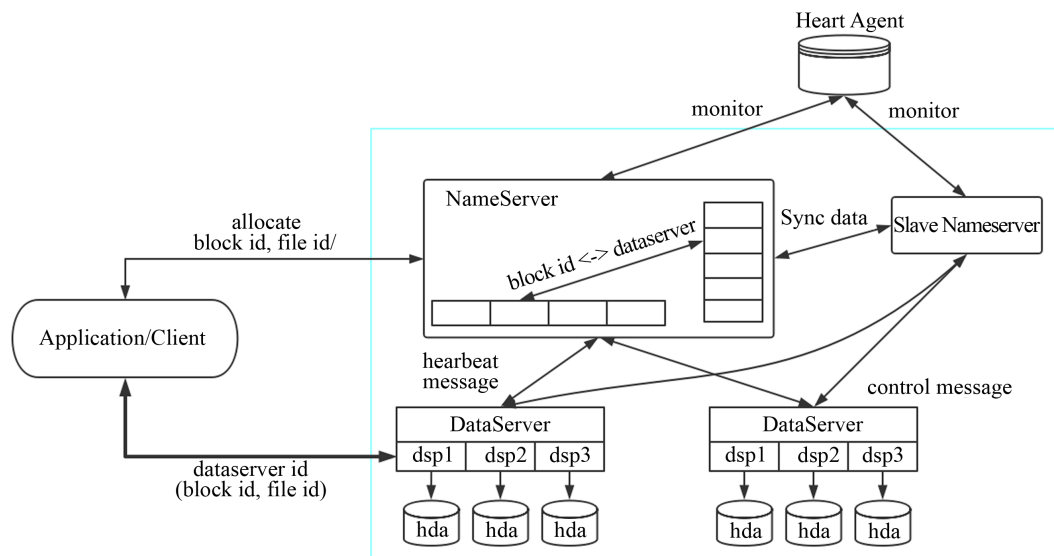 Heart Agent
monitor
monitor
NameServer
allocate
block id, file id/
Sync data
Slave Nameserver
block id <-> dataserver
Application/Client
hearbeat
message
control message
DataServer
DataServer
dsp1 dsp2 dsp3
dsp1 dsp2 dsp3
dataserver id
(block id, file id)
hda hda hda
hda hda hda